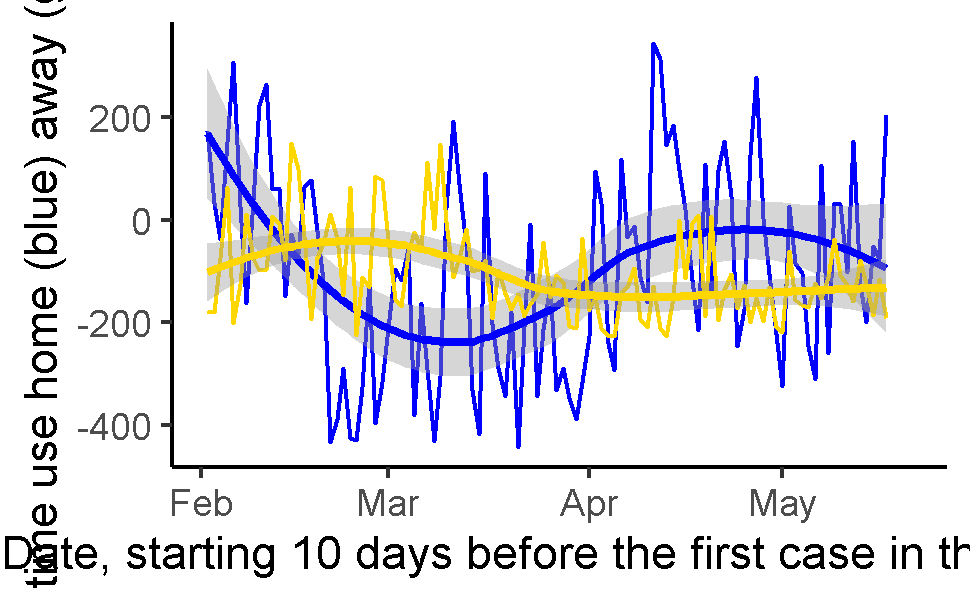 time use home (blue) away (
200
0
-200
-400
Feb Mar Apr May
Date, starting 10 days before the first case in th